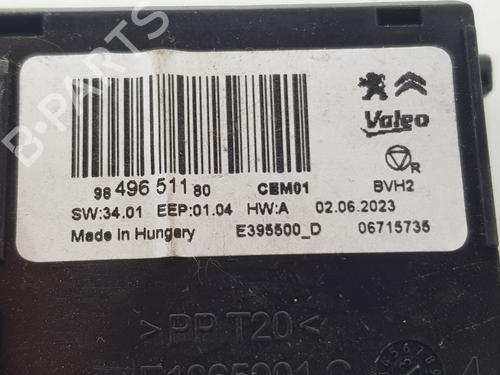 Valeo
R
98 496 511 80 CEM01 BVH2
SW:34.01 EEP:01.04 HW:A 02.06.2023
Made in Hungary E395500_D 06715735
>PP T20<
B-PARTS